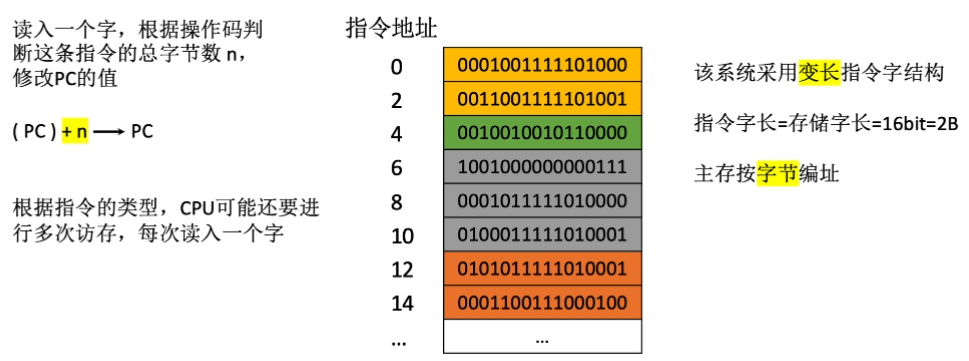 读入一个字，根据操作码判
断这条指令的总字节数 n，
修改PC的值
( PC ) + n → PC
根据指令的类型，CPU可能还要进
行多次访存，每次读入一个字
指令地址
0 0001001111101000
2 0011001111101001
4 0010010010110000
6 1001000000000111
8 0001011111010000
10 0100011111010001
12 0101011111010001
14 0001100111000100
... ...
该系统采用变长指令字结构
指令字长=存储字长=16bit=2B
主存按字节编址